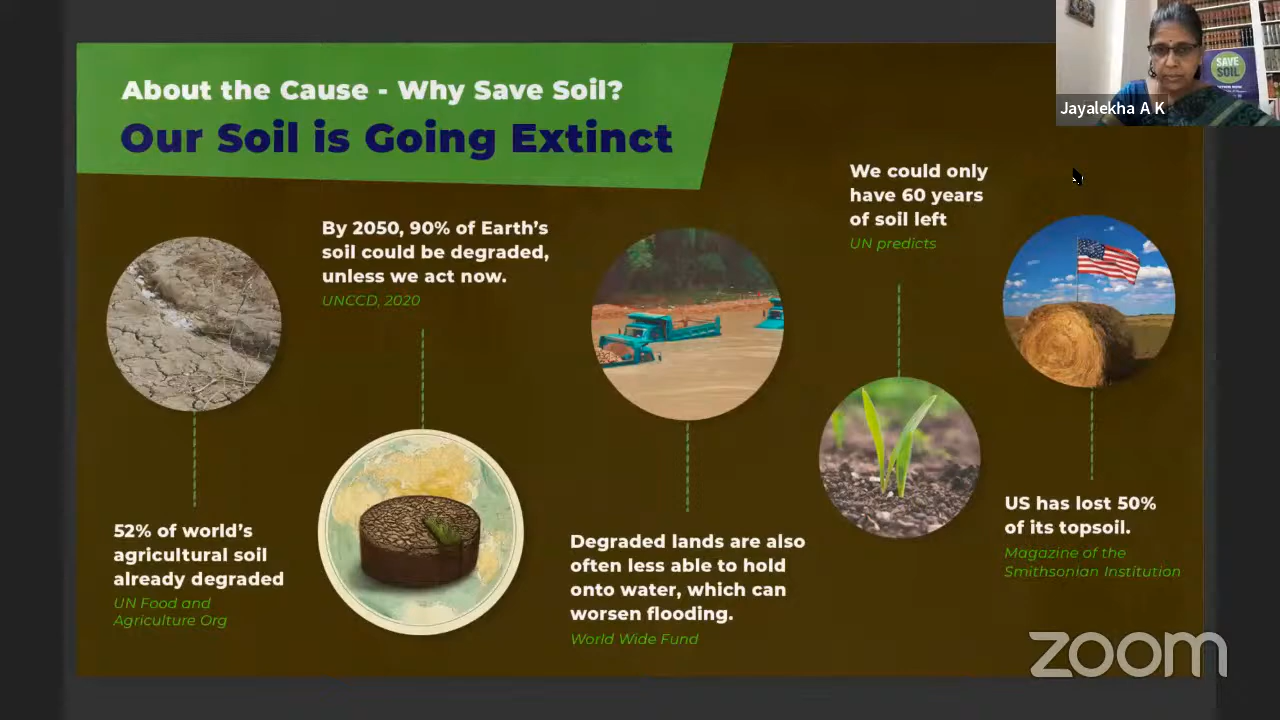 About the Cause - Why Save Soil?
Our Soil is Going Extinct
SAVE
SOIL
Jayalekha A K
52% of world's
agricultural soil
already degraded
UN Food and
Agriculture Org
By 2050, 90% of Earth's
soil could be degraded,
unless we act now.
UNCCD, 2020
Degraded lands are also
often less able to hold
onto water, which can
worsen flooding.
World Wide Fund
We could only
have 60 years
of soil left
UN predicts
US has lost 50%
of its topsoil.
Magazine of the
Smithsonian Institution
zoom